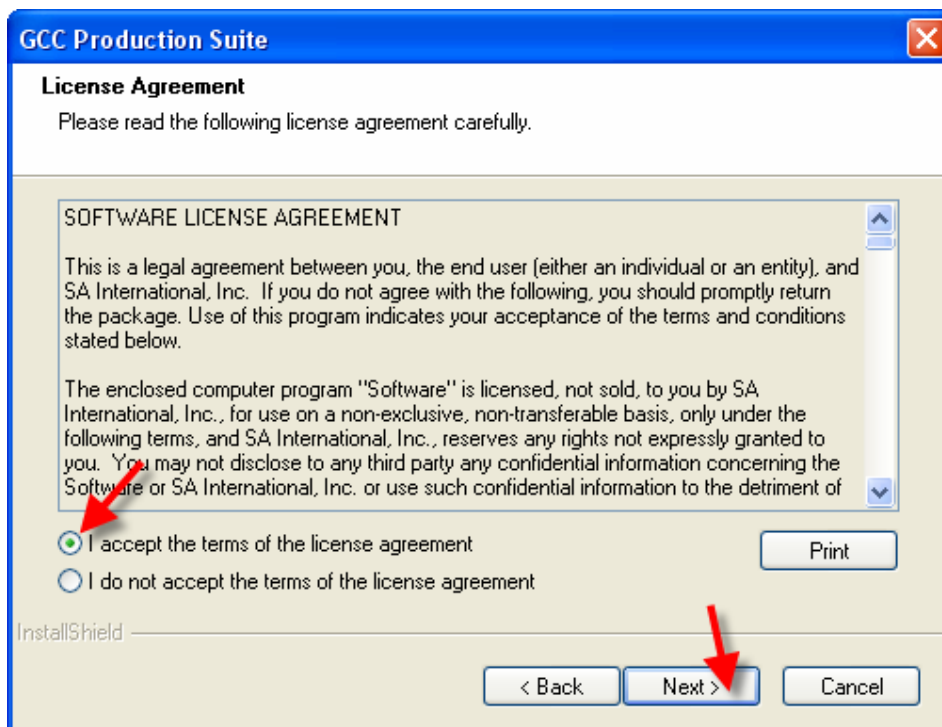 GCC Production Suite
License Agreement
Please read the following license agreement carefully.
SOFTWARE LICENSE AGREEMENT
This is a legal agreement between you, the end user (either an individual or an entity), and
SA International, Inc.  If you do not agree with the following, you should promptly return
the package. Use of this program indicates your acceptance of the terms and conditions
stated below.
The enclosed computer program "Software" is licensed, not sold, to you by SA
International, Inc., for use on a non-exclusive, non-transferable basis, only under the
following terms, and SA International, Inc., reserves any rights not expressly granted to
you.  You may not disclose to any third party any confidential information concerning the
Software or SA International, Inc. or use such confidential information to the detriment of
I accept the terms of the license agreement
Print
I do not accept the terms of the license agreement
InstallShield
< Back
Next >
Cancel